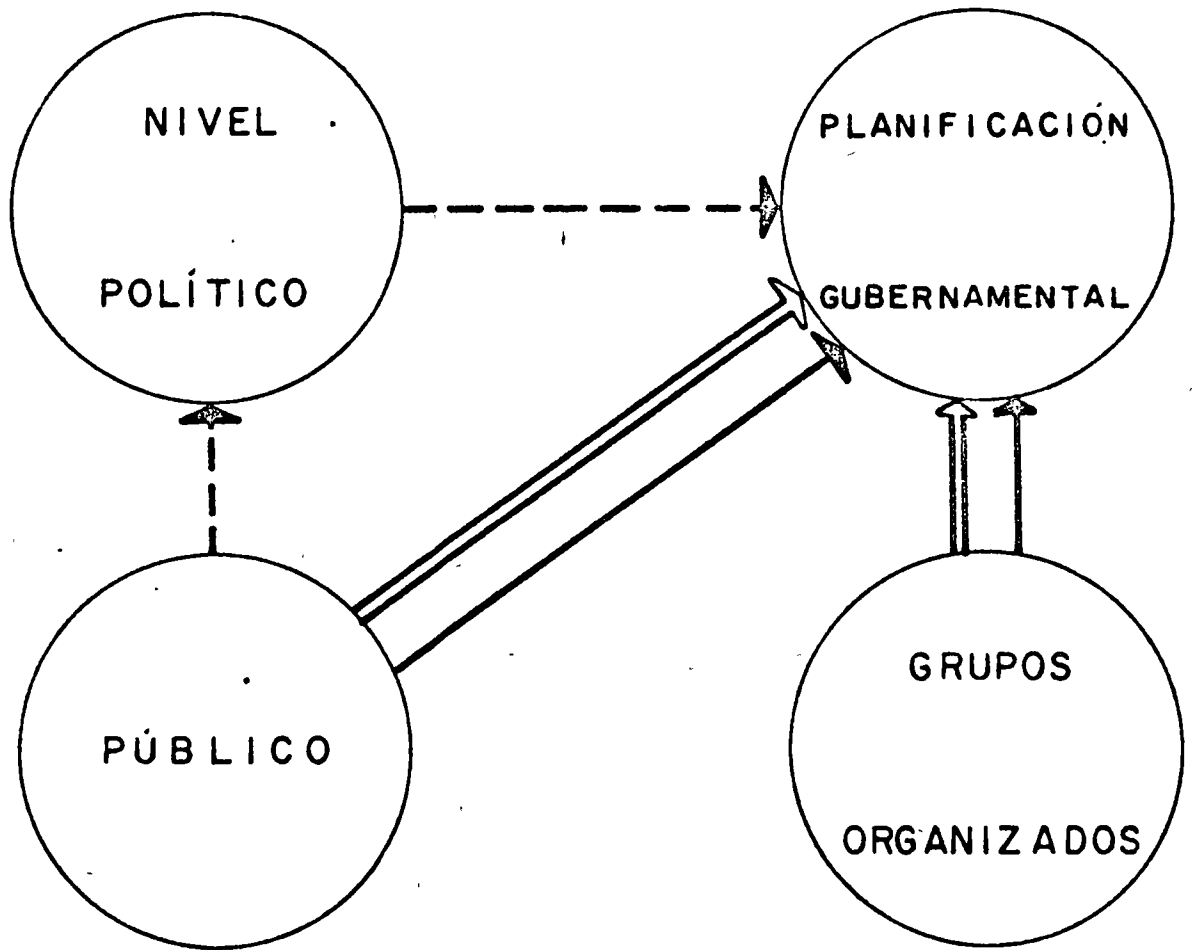 NIVEL
POLÍTICO
PLANIFICACIÓN
GUBERNAMENTAL
PÚBLICO
GRUPOS
ORGANIZADOS